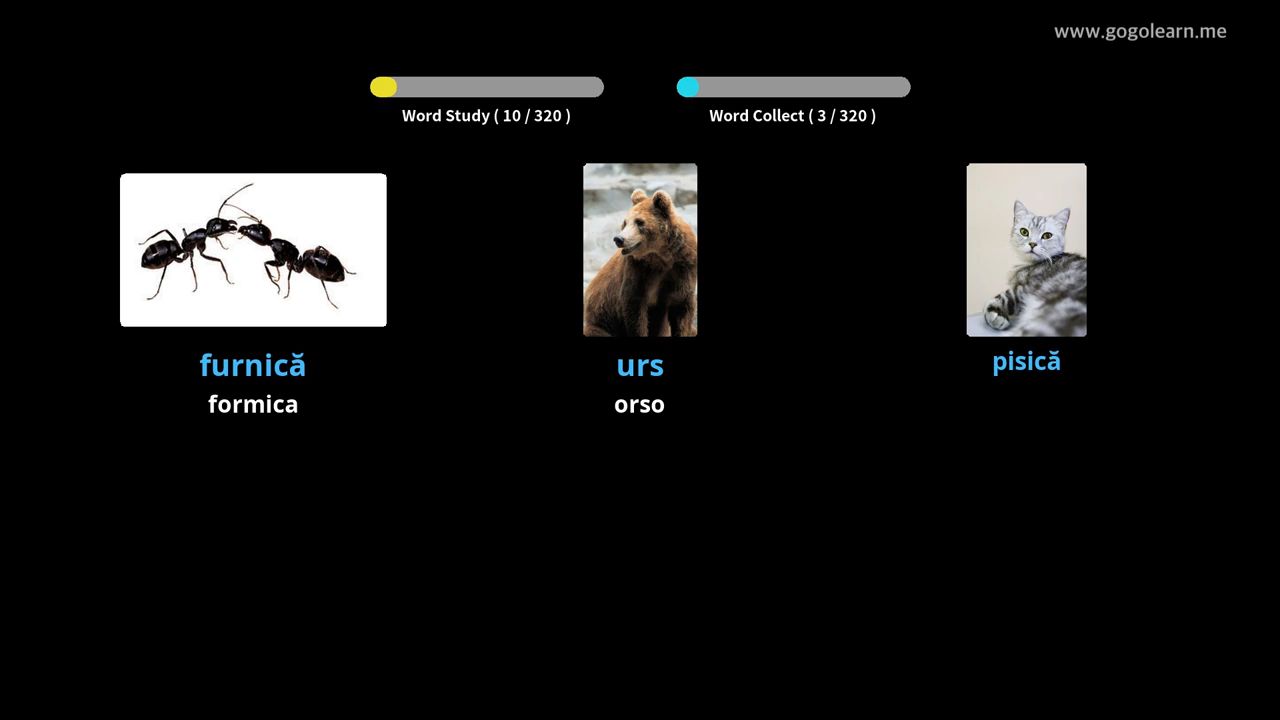 www.gogolearn.me
Word Study ( 10 / 320 )
Word Collect ( 3 / 320 )
furnică
formica
urs
orso
pisică